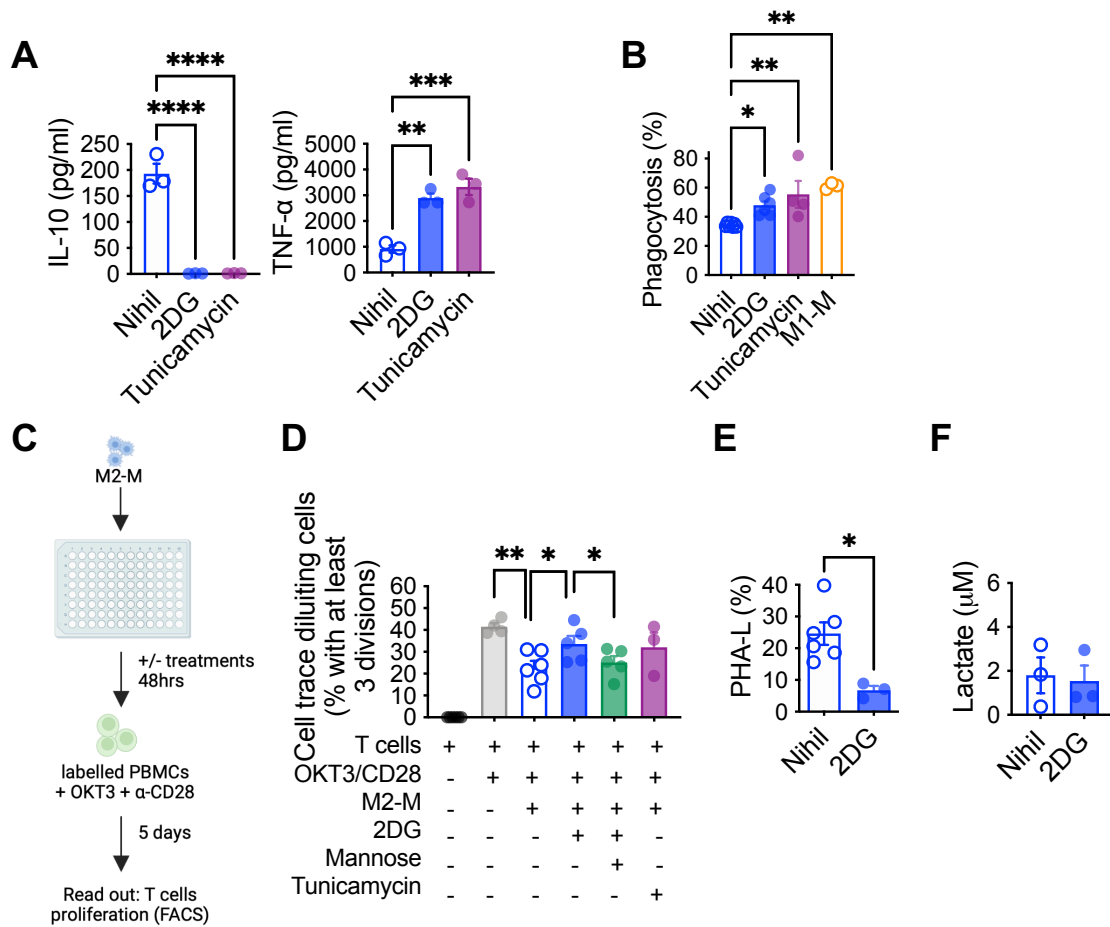 A
IL-10 (pg/ml)
250
200
150
100
50
0
****
****
Nihil
2DG
Tunicamycin
TNF-α (pg/ml)
5000
4000
3000
2000
1000
0
***
**
Nihil
2DG
Tunicamycin
B
Phagocytosis (%)
80
60
40
20
0
**
**
*
Nihil
2DG
Tunicamycin
M1-M
C
M2-M
+/- treatments
48hrs
labelled PBMCs
+ OKT3 + α-CD28
5 days
Read out: T cells
proliferation (FACS)
D
Cell trace diluting cells
(% with at least
3 divisions)
60
50
40
30
20
10
0
** * *
T cells + + + + + +
OKT3/CD28 - + + + + +
M2-M - - + + + +
2DG - - - + + -
Mannose - - - - + -
Tunicamycin - - - - - +
E
PHA-L (%)
40
30
20
10
0
*
Nihil
2DG
F
Lactate (μM)
6
4
2
0
Nihil
2DG